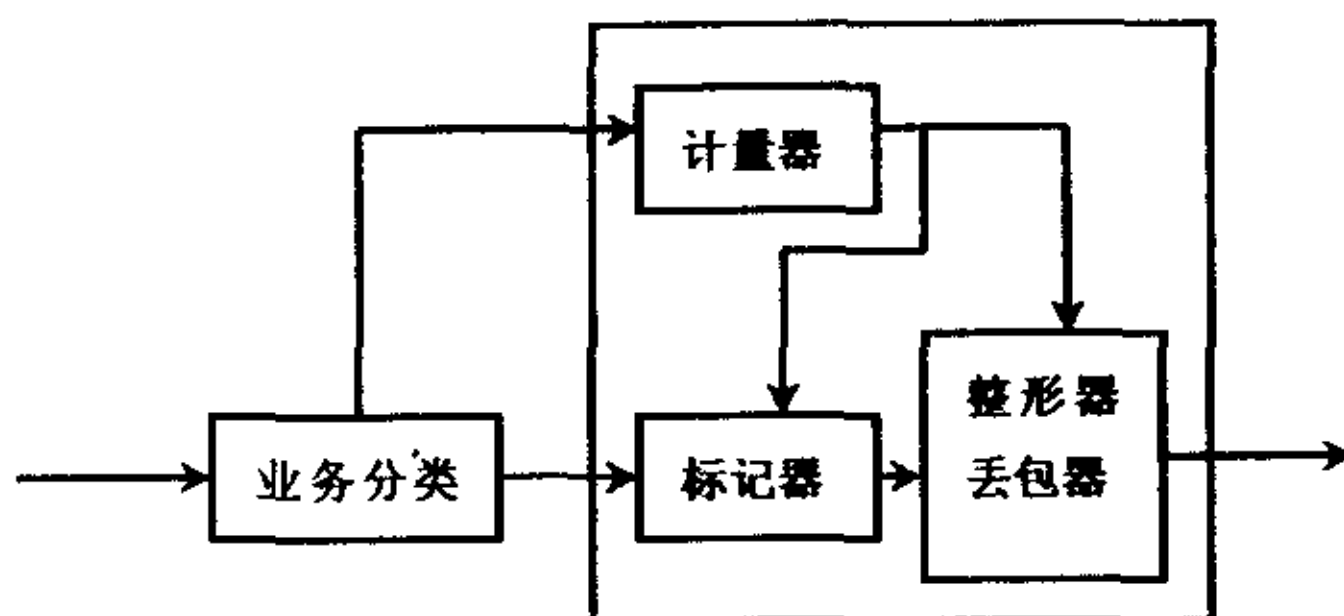 计量器
业务分类
标记器
整形器
丢包器